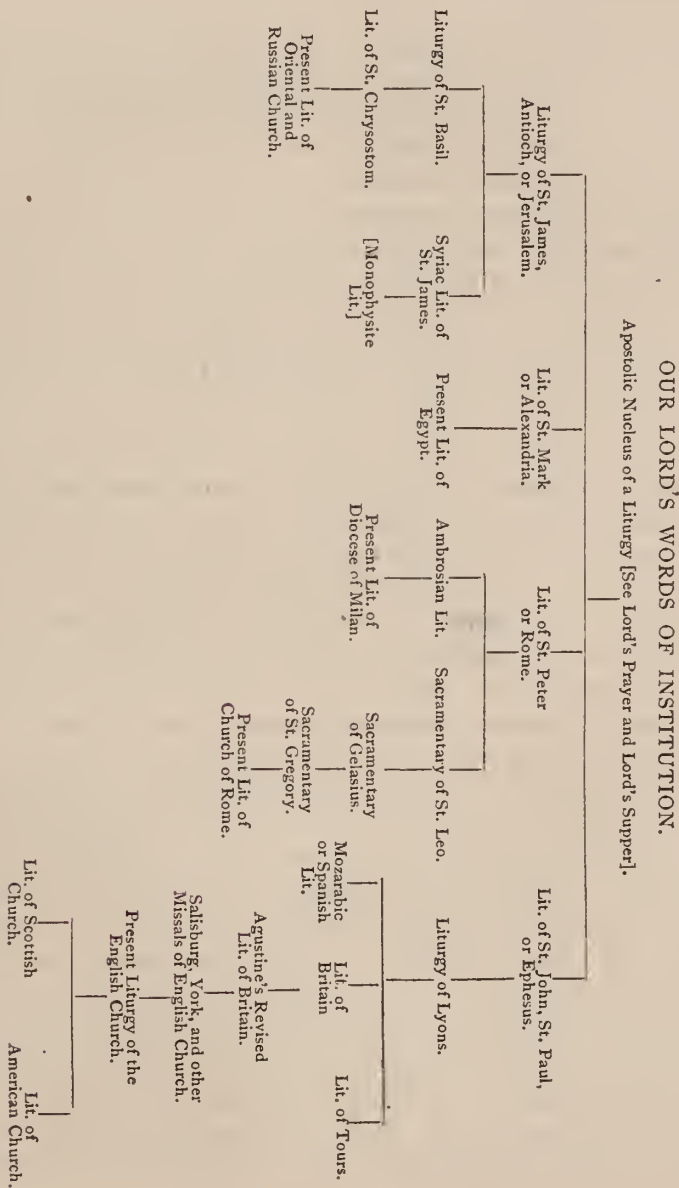 OUR LORD'S WORDS OF INSTITUTION.
Apostolic Nucleus of a Liturgy [See Lord's Prayer and Lord's Supper].
Liturgy of St. James,
Antioch, or Jerusalem.
Lit. of St. Mark
or Alexandria.
Lit. of St. Peter
or Rome.
Lit. of St. John, St. Paul,
or Ephesus.
Liturgy of St. Basil.
Syriac Lit. of
St. James.
Present Lit. of
Egypt.
Ambrosian Lit.
Sacramentary of St. Leo.
Liturgy of Lyons.
Lit. of St. Chrysostom.
[Monophysite
Lit.]
Present Lit. of
Diocese of Milan.
Sacramentary
of Gelasius.
Mozarabic
or Spanish
Lit.
Lit. of
Britain
Lit. of Tours.
Present Lit. of
Oriental and
Russian Church.
Sacramentary
of St. Gregory.
Agustine's Revised
Lit. of Britain.
Present Lit. of
Church of Rome.
Salisburg, York, and other
Missals of English Church.
Present Liturgy of the
English Church.
Lit. of Scottish
Church.
Lit. of
American Church.